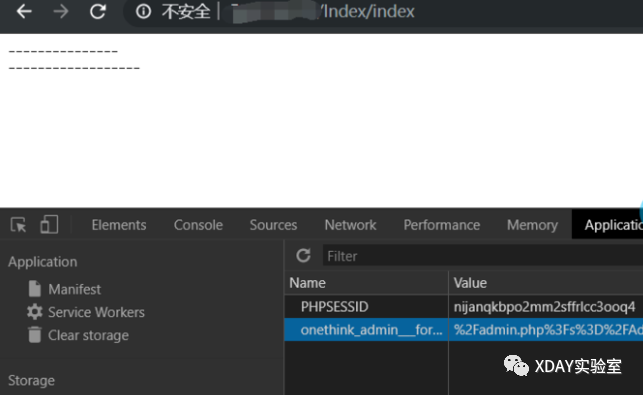 不安全 /Index/index
---------------
------------------
Elements Console Sources Network Performance Memory Applicatio
Application
Filter
Name Value
Manifest
PHPSESSID nijanqkbpo2mm2sffrlcc3ooq4
Service Workers
onethink_admin___for... %2Fadmin.php%3Fs%3D%2FAd
Clear storage
XDAY实验室
Storage